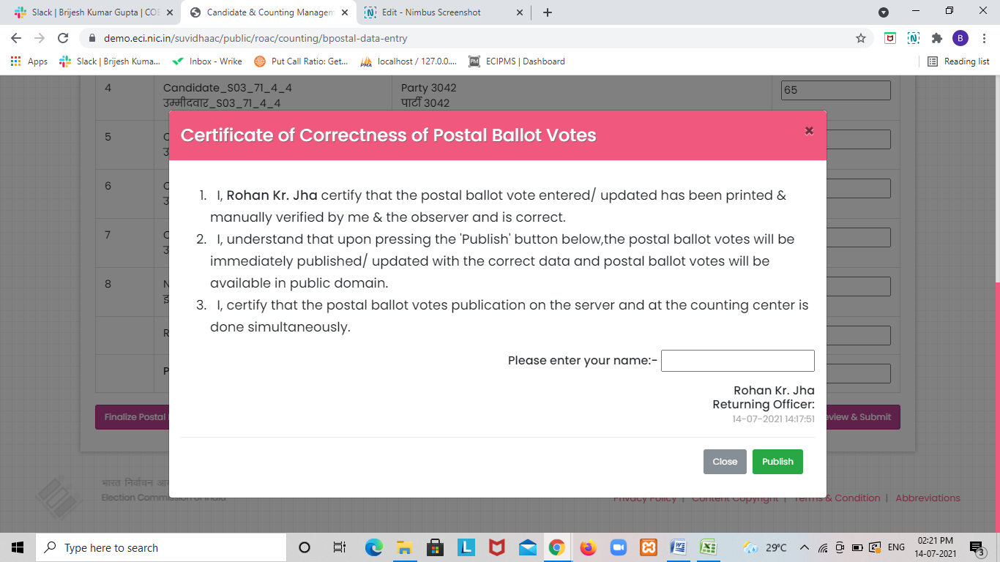 Slack | Brijesh Kumar Gupta | COE
Candidate & Counting Managem
Edit - Nimbus Screenshot
demo.eci.nic.in/suvidhaac/public/roac/counting/bpostal-data-entry
B
Apps
Slack | Brijesh Kuma...
Inbox - Wrike
Put Call Ratio: Get...
localhost / 127.0.0....
ECIPMS | Dashboard
Reading list
4
Candidate_S03_71_4_4
Party 3042
65
उम्मीदवार_S03_71_4_4
पार्टी 3042
Certificate of Correctness of Postal Ballot Votes
5
6
7
8
1. I, Rohan Kr. Jha certify that the postal ballot vote entered/ updated has been printed &
manually verified by me & the observer and is correct.
2. I, understand that upon pressing the 'Publish' button below,the postal ballot votes will be
immediately published/ updated with the correct data and postal ballot votes will be
available in public domain.
3. I, certify that the postal ballot votes publication on the server and at the counting center is
done simultaneously.
Please enter your name:-
Rohan Kr. Jha
Returning Officer:
14-07-2021 14:17:51
Finalize Postal
eview & Submit
Close
Publish
भारत निर्वाचन आय
Election Commission of India
Privacy Policy | Content Copyright | Terms & Condition | Abbreviations
Type here to search
29°C
ENG
02:21 PM
14-07-2021
3